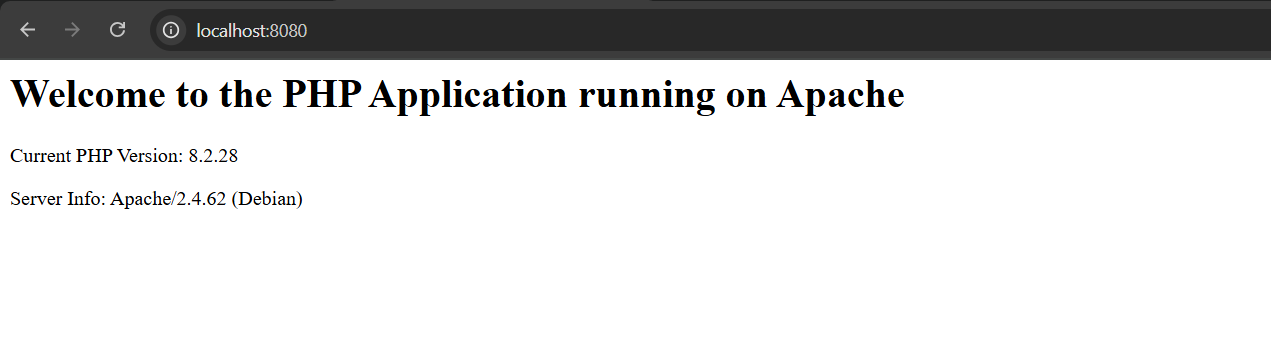 localhost:8080
Welcome to the PHP Application running on Apache
Current PHP Version: 8.2.28
Server Info: Apache/2.4.62 (Debian)